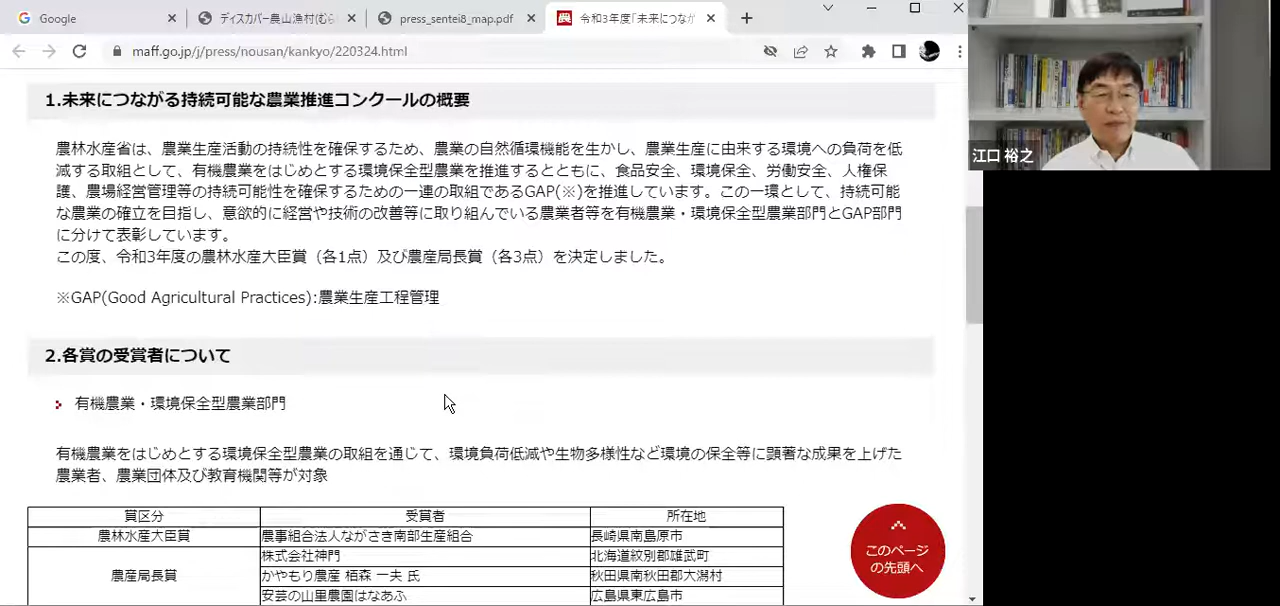 Google
ディスカバー農山漁村(むら
press_sentei8_map.pdf
令和3年度「未来につなが
maff.go.jp/j/press/nousan/kankyo/220324.html
江口 裕之
1.未来につながる持続可能な農業推進コンクールの概要
農林水産省は、農業生産活動の持続性を確保するため、農業の自然循環機能を生かし、農業生産に由来する環境への負荷を低
減する取組として、有機農業をはじめとする環境保全型農業を推進するとともに、食品安全、環境保全、労働安全、人権保
護、農場経営管理等の持続可能性を確保するための一連の取組であるGAP(※)を推進しています。この一環として、持続可能
な農業の確立を目指し、意欲的に経営や技術の改善等に取り組んでいる農業者等を有機農業・環境保全型農業部門とGAP部門
に分けて表彰しています。
この度、令和3年度の農林水産大臣賞（各1点）及び農産局長賞（各3点）を決定しました。
※GAP(Good Agricultural Practices):農業生産工程管理
2.各賞の受賞者について
有機農業・環境保全型農業部門
有機農業をはじめとする環境保全型農業の取組を通じて、環境負荷低減や生物多様性など環境の保全等に顕著な成果を上げた
農業者、農業団体及び教育機関等が対象
賞区分 受賞者 所在地
農林水産大臣賞 農事組合法人ながさき南部生産組合 長崎県南島原市
株式会社神門 北海道紋別郡雄武町
農産局長賞 かやもり農産 栢森 一夫 氏 秋田県南秋田郡大潟村
安芸の山里農園はなあふ 広島県東広島市
このページ
の先頭へ